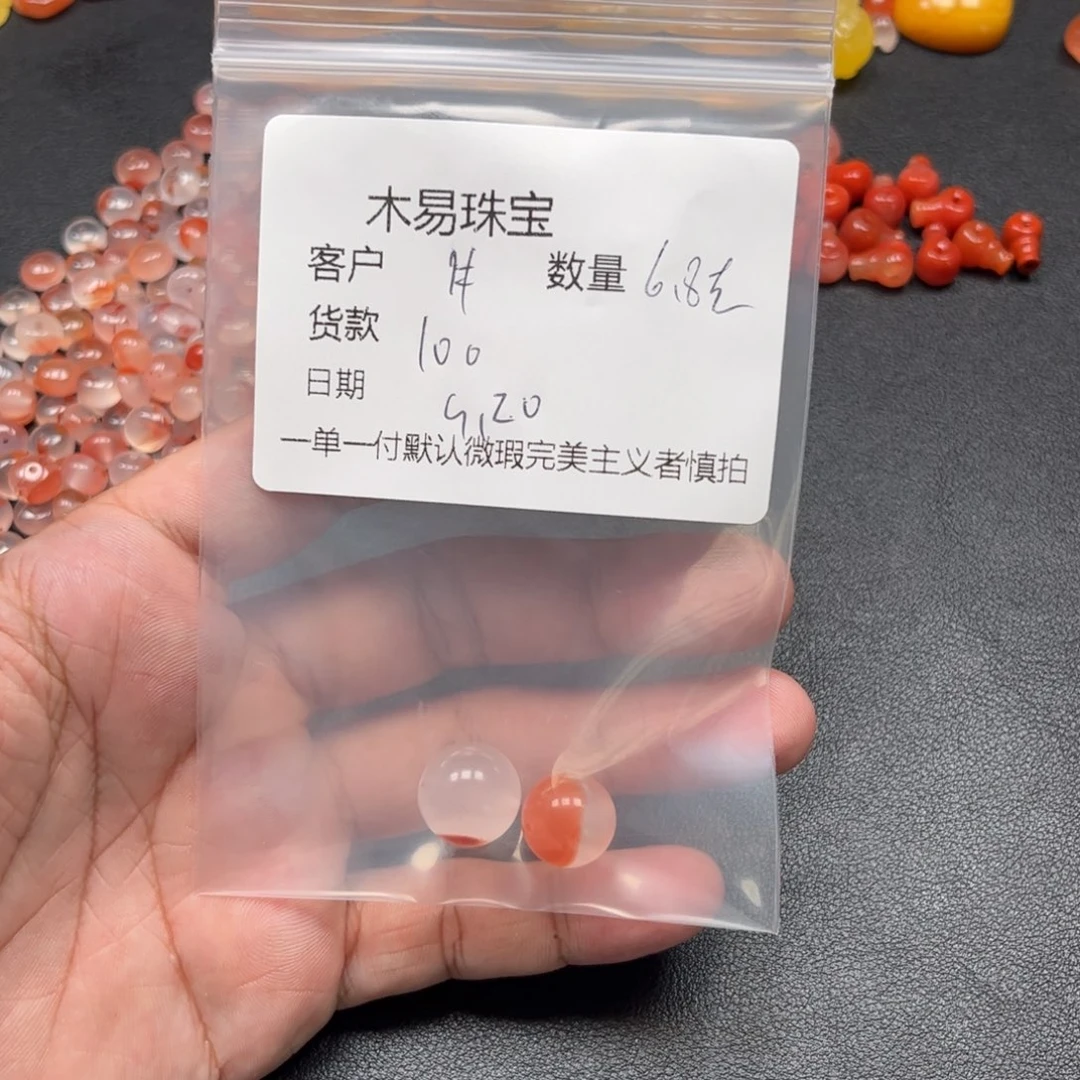 木易珠宝
客户 数量 6.8克
货款 100
日期 9.20
一单一付默认微瑕完美主义者慎拍